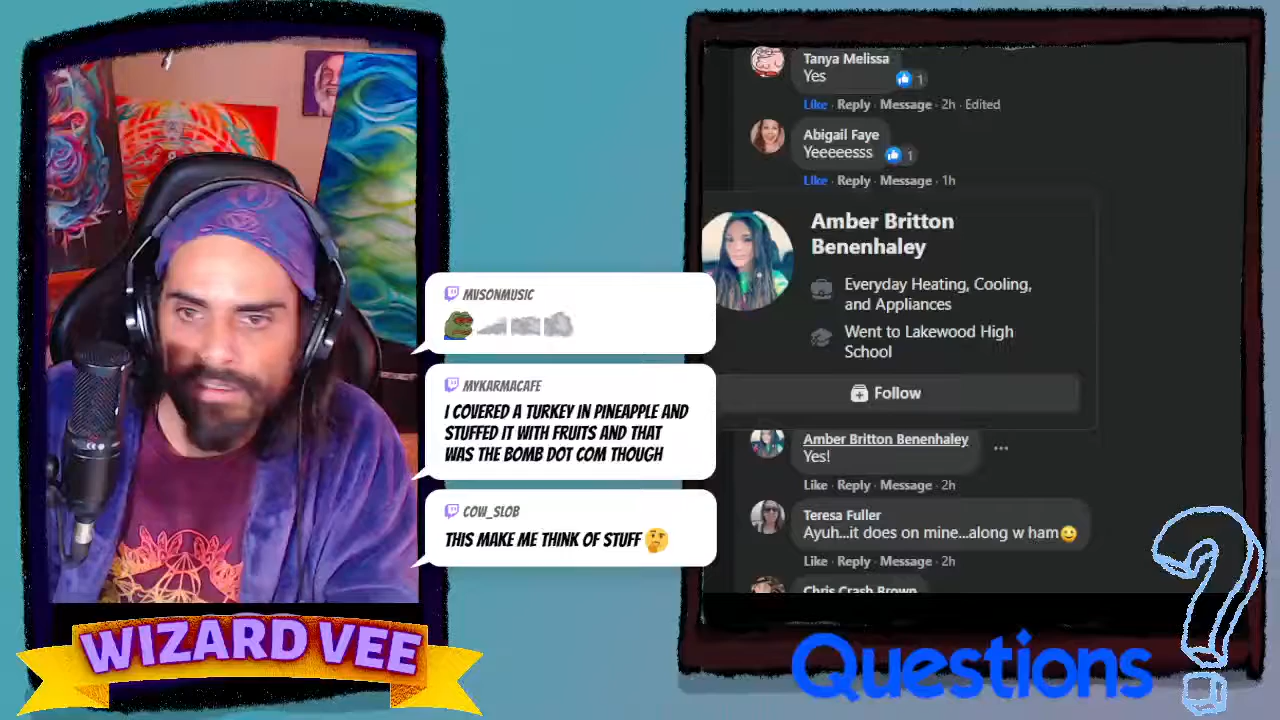 Tanya Melissa
Yes
1
Like · Reply · Message · 2h · Edited
Abigail Faye
Yeeeeesss
1
Like · Reply · Message · 1h
Amber Britton
Benenhaley
Everyday Heating, Cooling,
and Appliances
Went to Lakewood High
School
Follow
Amber Britton Benenhaley
Yes!
Like · Reply · Message · 2h
Teresa Fuller
Ayuh...it does on mine...along w ham
Like · Reply · Message · 2h
Chris Crash Brown
MVSONMUSIC
MYKARMACAFE
I COVERED A TURKEY IN PINEAPPLE AND
STUFFED IT WITH FRUITS AND THAT
WAS THE BOMB DOT COM THOUGH
COW_SLOB
THIS MAKE ME THINK OF STUFF
WIZARD VEE
Questions
?